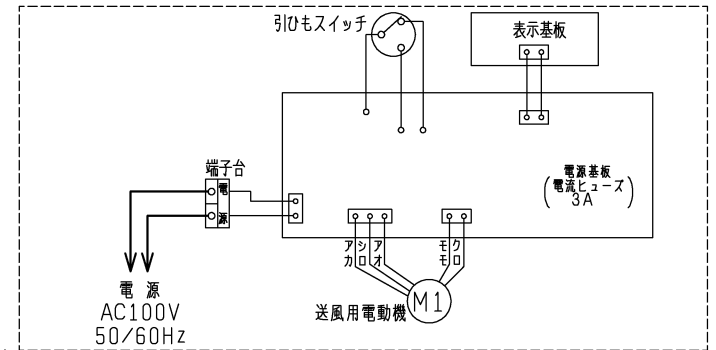 引ひもスイッチ
表示基板
端子台
電
源
電源基板
(電流ヒューズ)
3A
アカ
シロ
アオ
モモ
クロ
M1
送風用電動機
電 源
AC100V
50/60Hz